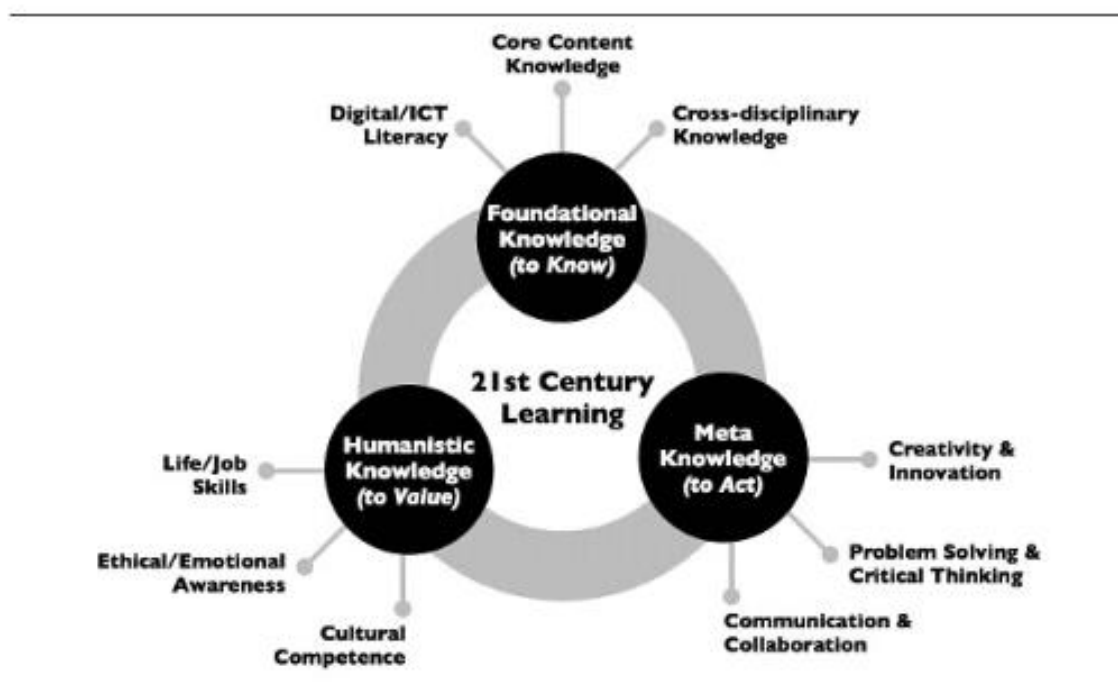 Core Content
Knowledge
Digital/ICT
Literacy
Cross-disciplinary
Knowledge
Foundational
Knowledge
(to Know)
21st Century
Learning
Humanistic
Knowledge
(to Value)
Meta
Knowledge
(to Act)
Life/Job
Skills
Ethical/Emotional
Awareness
Cultural
Competence
Creativity &
Innovation
Problem Solving &
Critical Thinking
Communication &
Collaboration